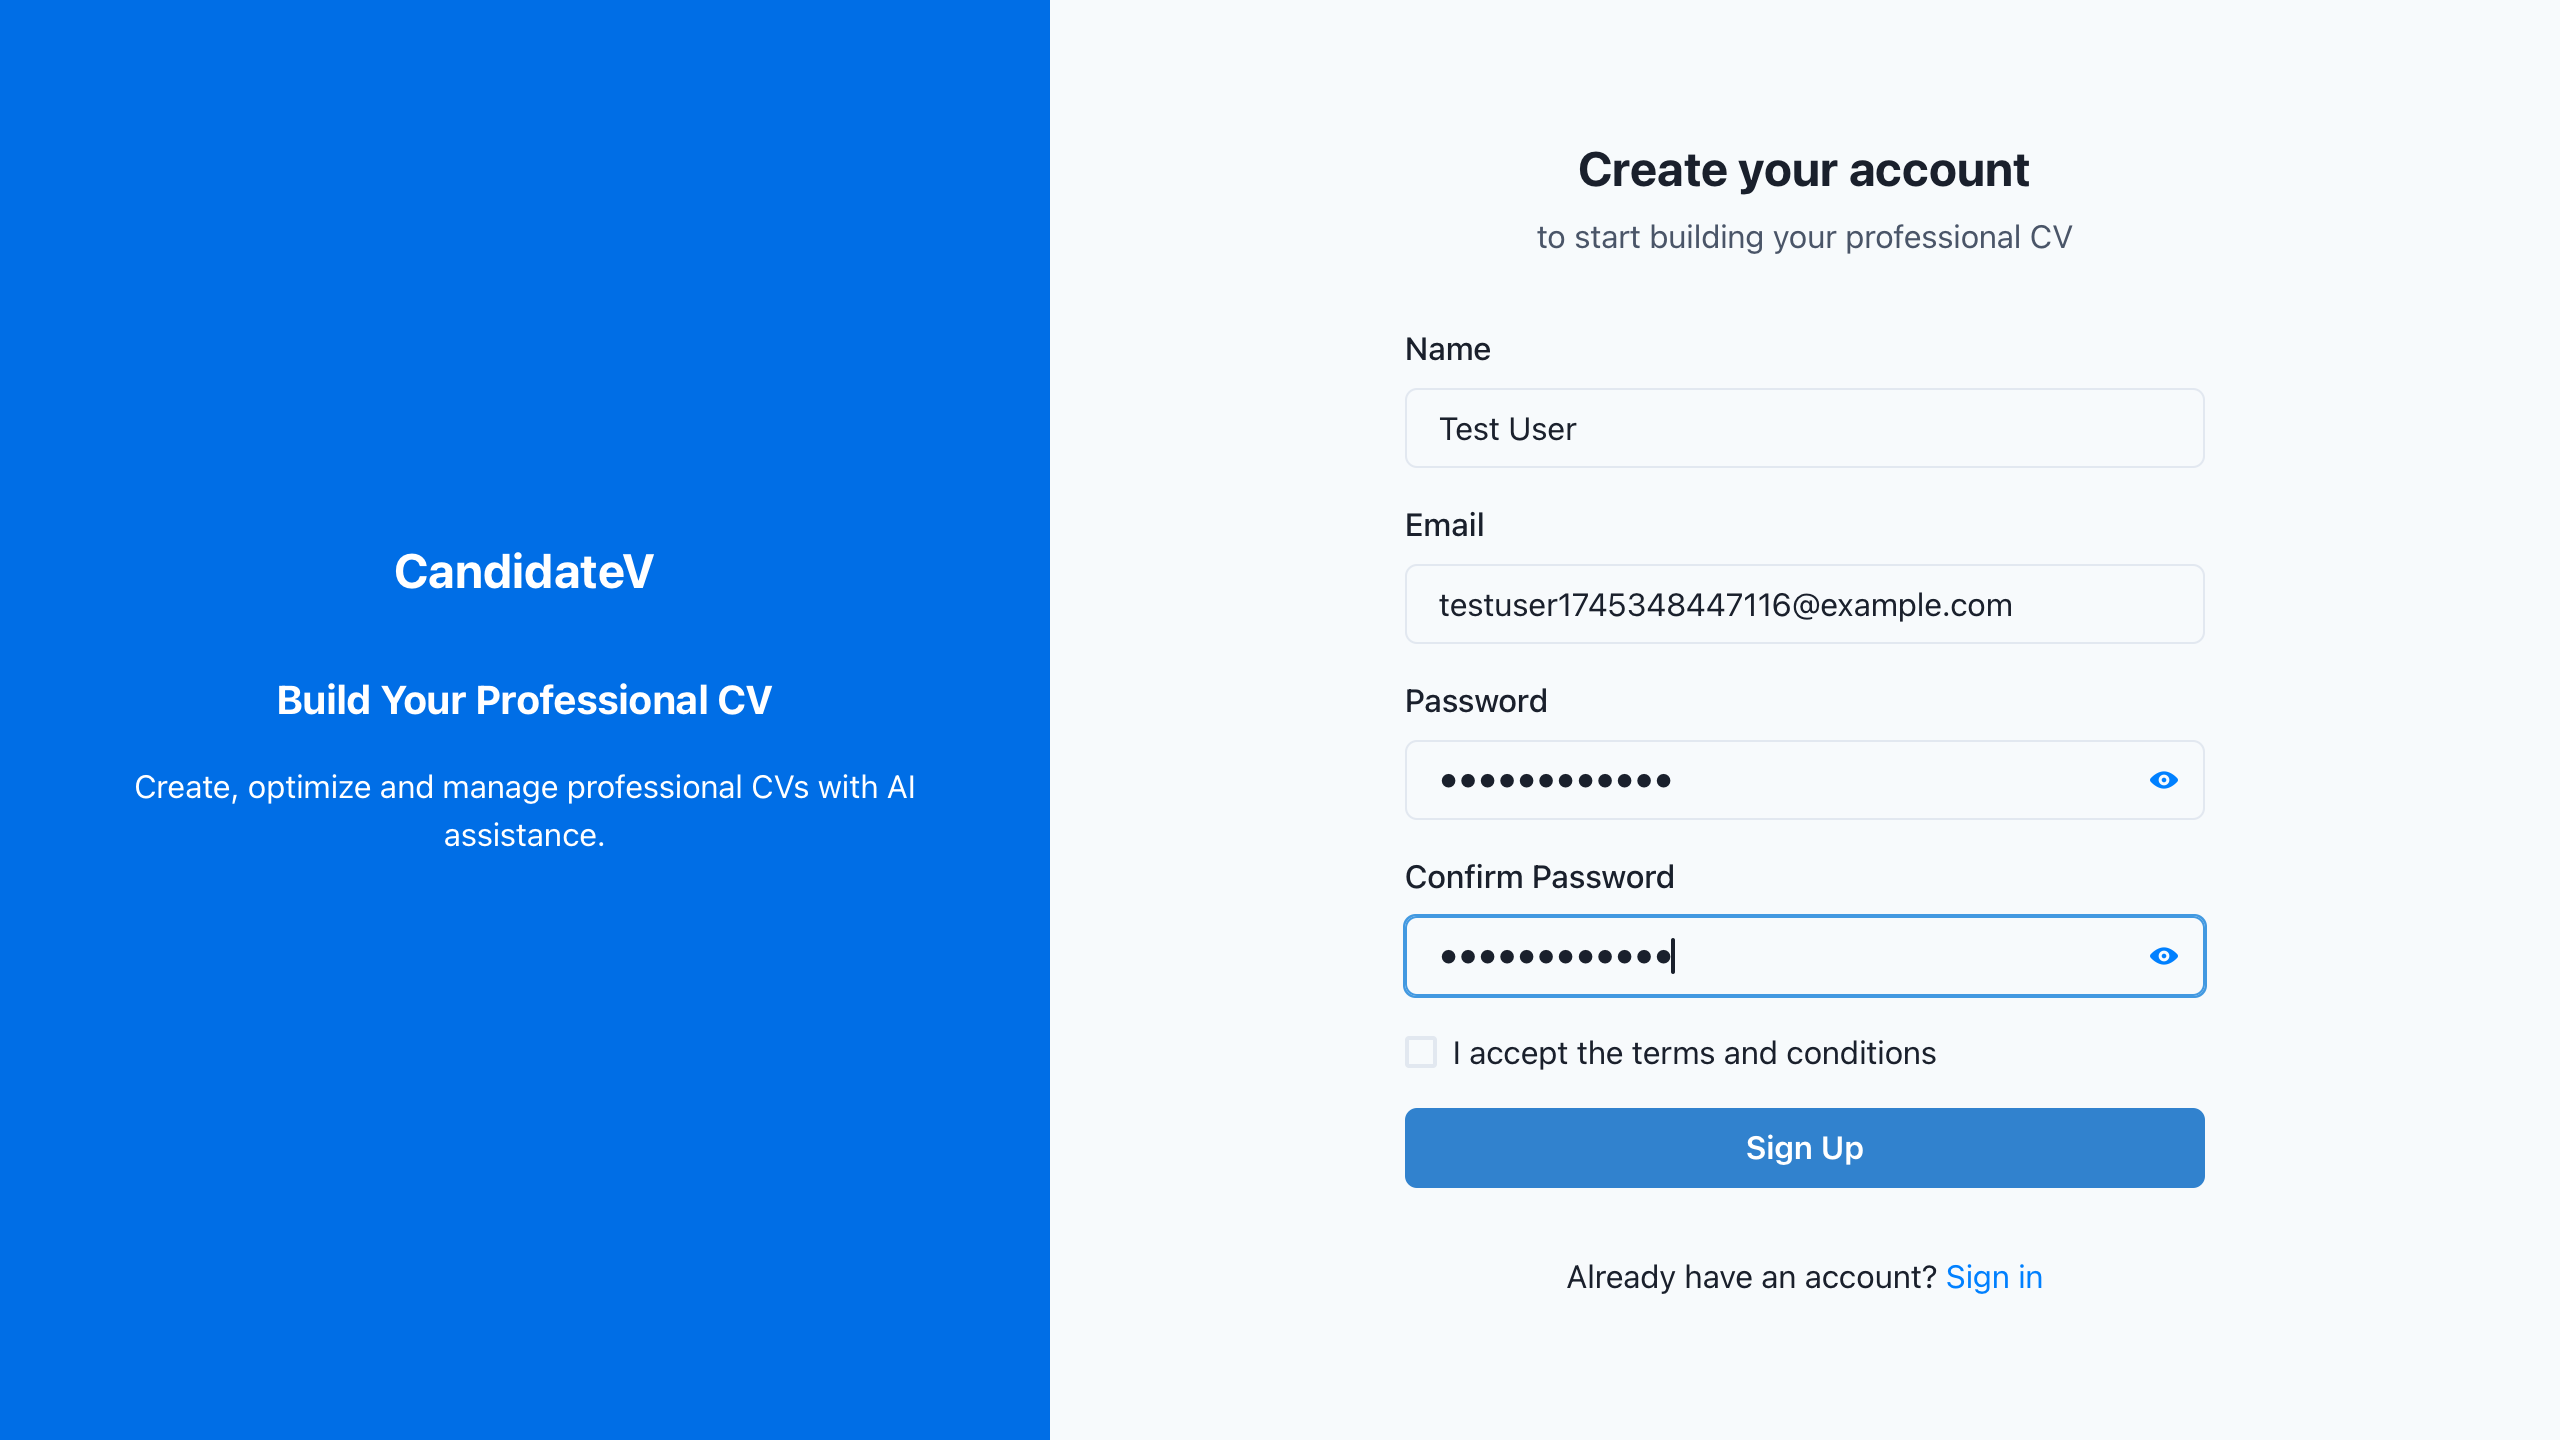 CandidateV
Build Your Professional CV
Create, optimize and manage professional CVs with AI
assistance.
Create your account
to start building your professional CV
Name
Test User
Email
testuser1745348447116@example.com
Password
••••••••••••
Confirm Password
••••••••••••
I accept the terms and conditions
Sign Up
Already have an account? Sign in